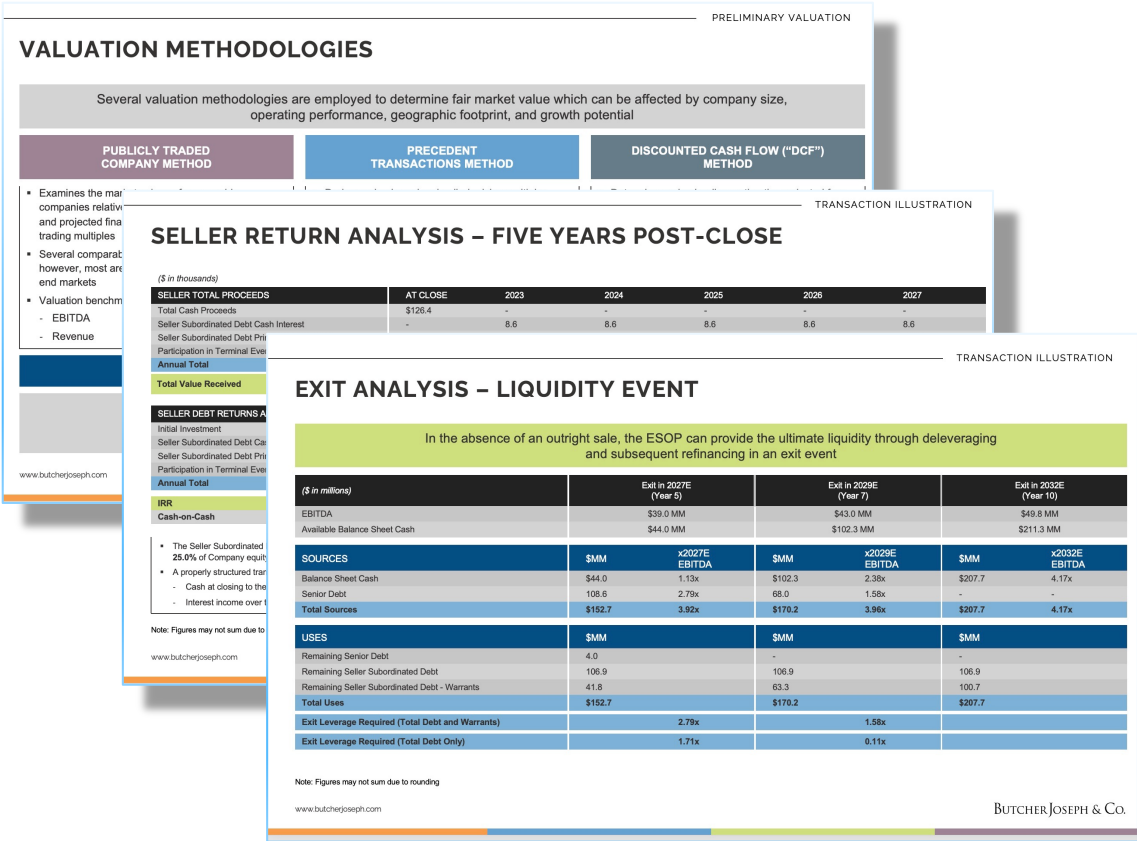 PRELIMINARY VALUATION
VALUATION METHODOLOGIES
Several valuation methodologies are employed to determine fair market value which can be affected by company size,
operating performance, geographic footprint, and growth potential
PUBLICLY TRADED
COMPANY METHOD
PRECEDENT
TRANSACTIONS METHOD
DISCOUNTED CASH FLOW (“DCF”)
METHOD
▪ Examines the
companies
and projected
trading multiples
▪ Several
however, most are
end markets
▪ Valuation
- EBITDA
- Revenue
www.butcherjoseph.com
TRANSACTION ILLUSTRATION
SELLER RETURN ANALYSIS – FIVE YEARS POST-CLOSE
($ in thousands)
SELLER TOTAL PROCEEDS AT CLOSE 2023 2024 2025 2026 2027
Total Cash Proceeds $126.4 - - - - -
Seller Subordinated Debt Cash Interest - 8.6 8.6 8.6 8.6 8.6
Seller Subordinated Debt
Participation in Terminal
Annual Total
Total Value Received
SELLER DEBT RETURNS
Initial Investment
Seller Subordinated Debt
Seller Subordinated Debt
Participation in Terminal
Annual Total
IRR
Cash-on-Cash
▪ The Seller Subordinated
25.0% of Company
▪ A properly structured
- Cash at closing to the
- Interest income over
Note: Figures may not sum due to
www.butcherjoseph.com
TRANSACTION ILLUSTRATION
EXIT ANALYSIS – LIQUIDITY EVENT
In the absence of an outright sale, the ESOP can provide the ultimate liquidity through deleveraging
and subsequent refinancing in an exit event
($ in millions) Exit in 2027E (Year 5) Exit in 2029E (Year 7) Exit in 2032E (Year 10)
EBITDA $39.0 MM $43.0 MM $49.8 MM
Available Balance Sheet Cash $44.0 MM $102.3 MM $211.3 MM
SOURCES $MM x2027E EBITDA $MM x2029E EBITDA $MM x2032E EBITDA
Balance Sheet Cash $44.0 1.13x $102.3 2.38x $207.7 4.17x
Senior Debt 108.6 2.79x 68.0 1.58x - -
Total Sources $152.7 3.92x $170.2 3.96x $207.7 4.17x
USES $MM $MM $MM
Remaining Senior Debt 4.0 - -
Remaining Seller Subordinated Debt 106.9 106.9 106.9
Remaining Seller Subordinated Debt - Warrants 41.8 63.3 100.7
Total Uses $152.7 $170.2 $207.7
Exit Leverage Required (Total Debt and Warrants) 2.79x 1.58x
Exit Leverage Required (Total Debt Only) 1.71x 0.11x
Note: Figures may not sum due to rounding
www.butcherjoseph.com
BUTCHERJOSEPH & CO.